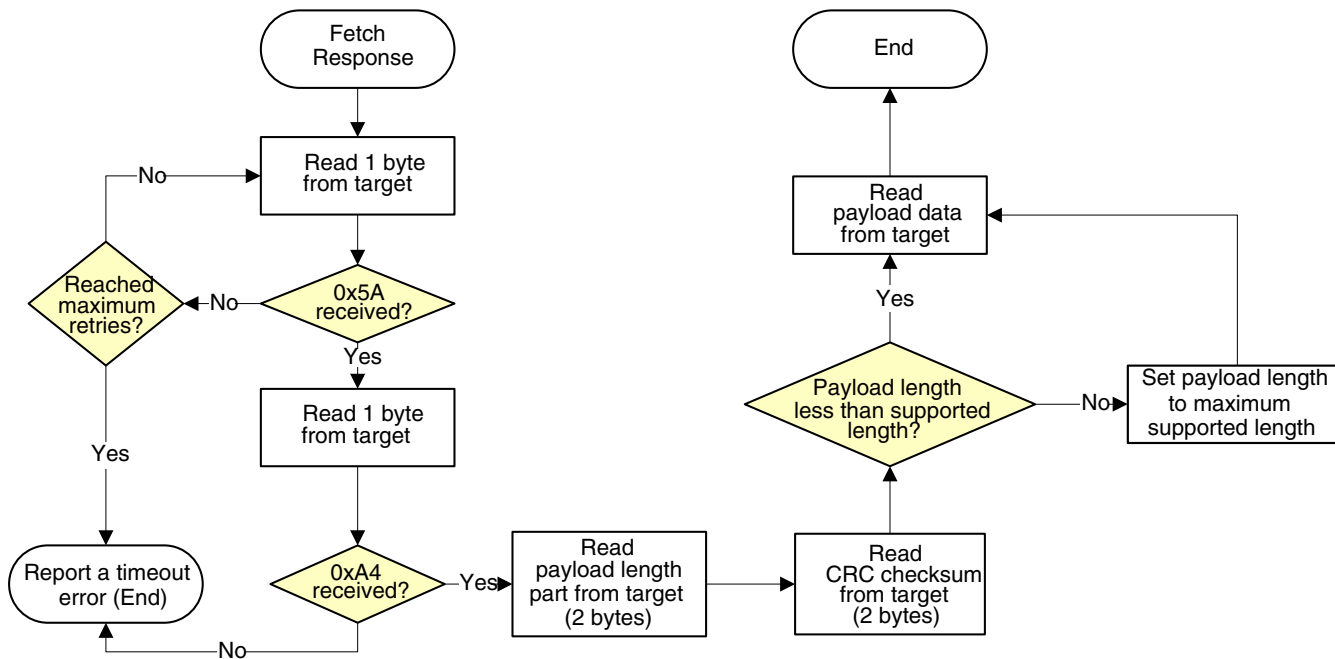 Fetch
Response
Read 1 byte
from target
No
Reached
maximum
retries?
No
0x5A
received?
Yes
Read 1 byte
from target
Yes
Report a timeout
error (End)
0xA4
received?
No
Yes
Read
payload length
part from target
(2 bytes)
Read
CRC checksum
from target
(2 bytes)
Payload length
less than supported
length?
No
Set payload length
to maximum
supported length
Yes
Read
payload data
from target
End